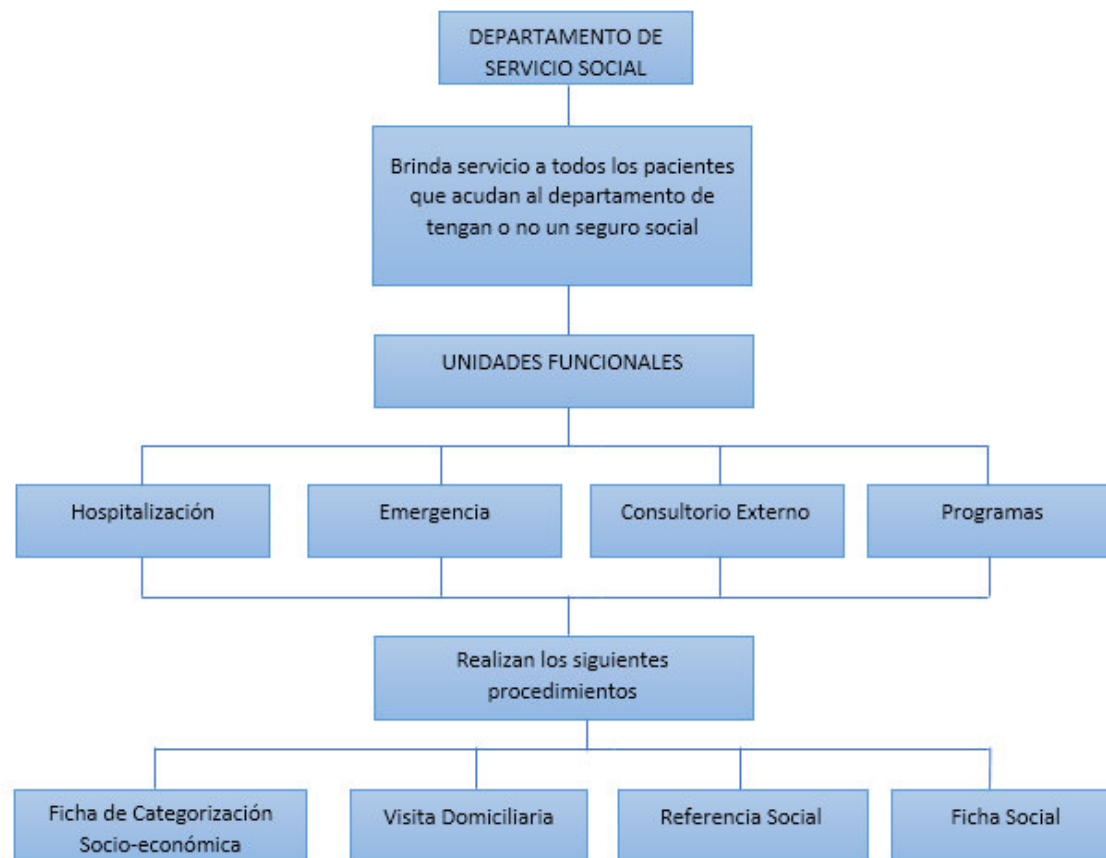 DEPARTAMENTO DE
SERVICIO SOCIAL
Brinda servicio a todos los pacientes
que acudan al departamento de
tengan o no un seguro social
UNIDADES FUNCIONALES
Hospitalización
Emergencia
Consultorio Externo
Programas
Realizan los siguientes
procedimientos
Ficha de Categorización
Socio-económica
Visita Domiciliaria
Referencia Social
Ficha Social